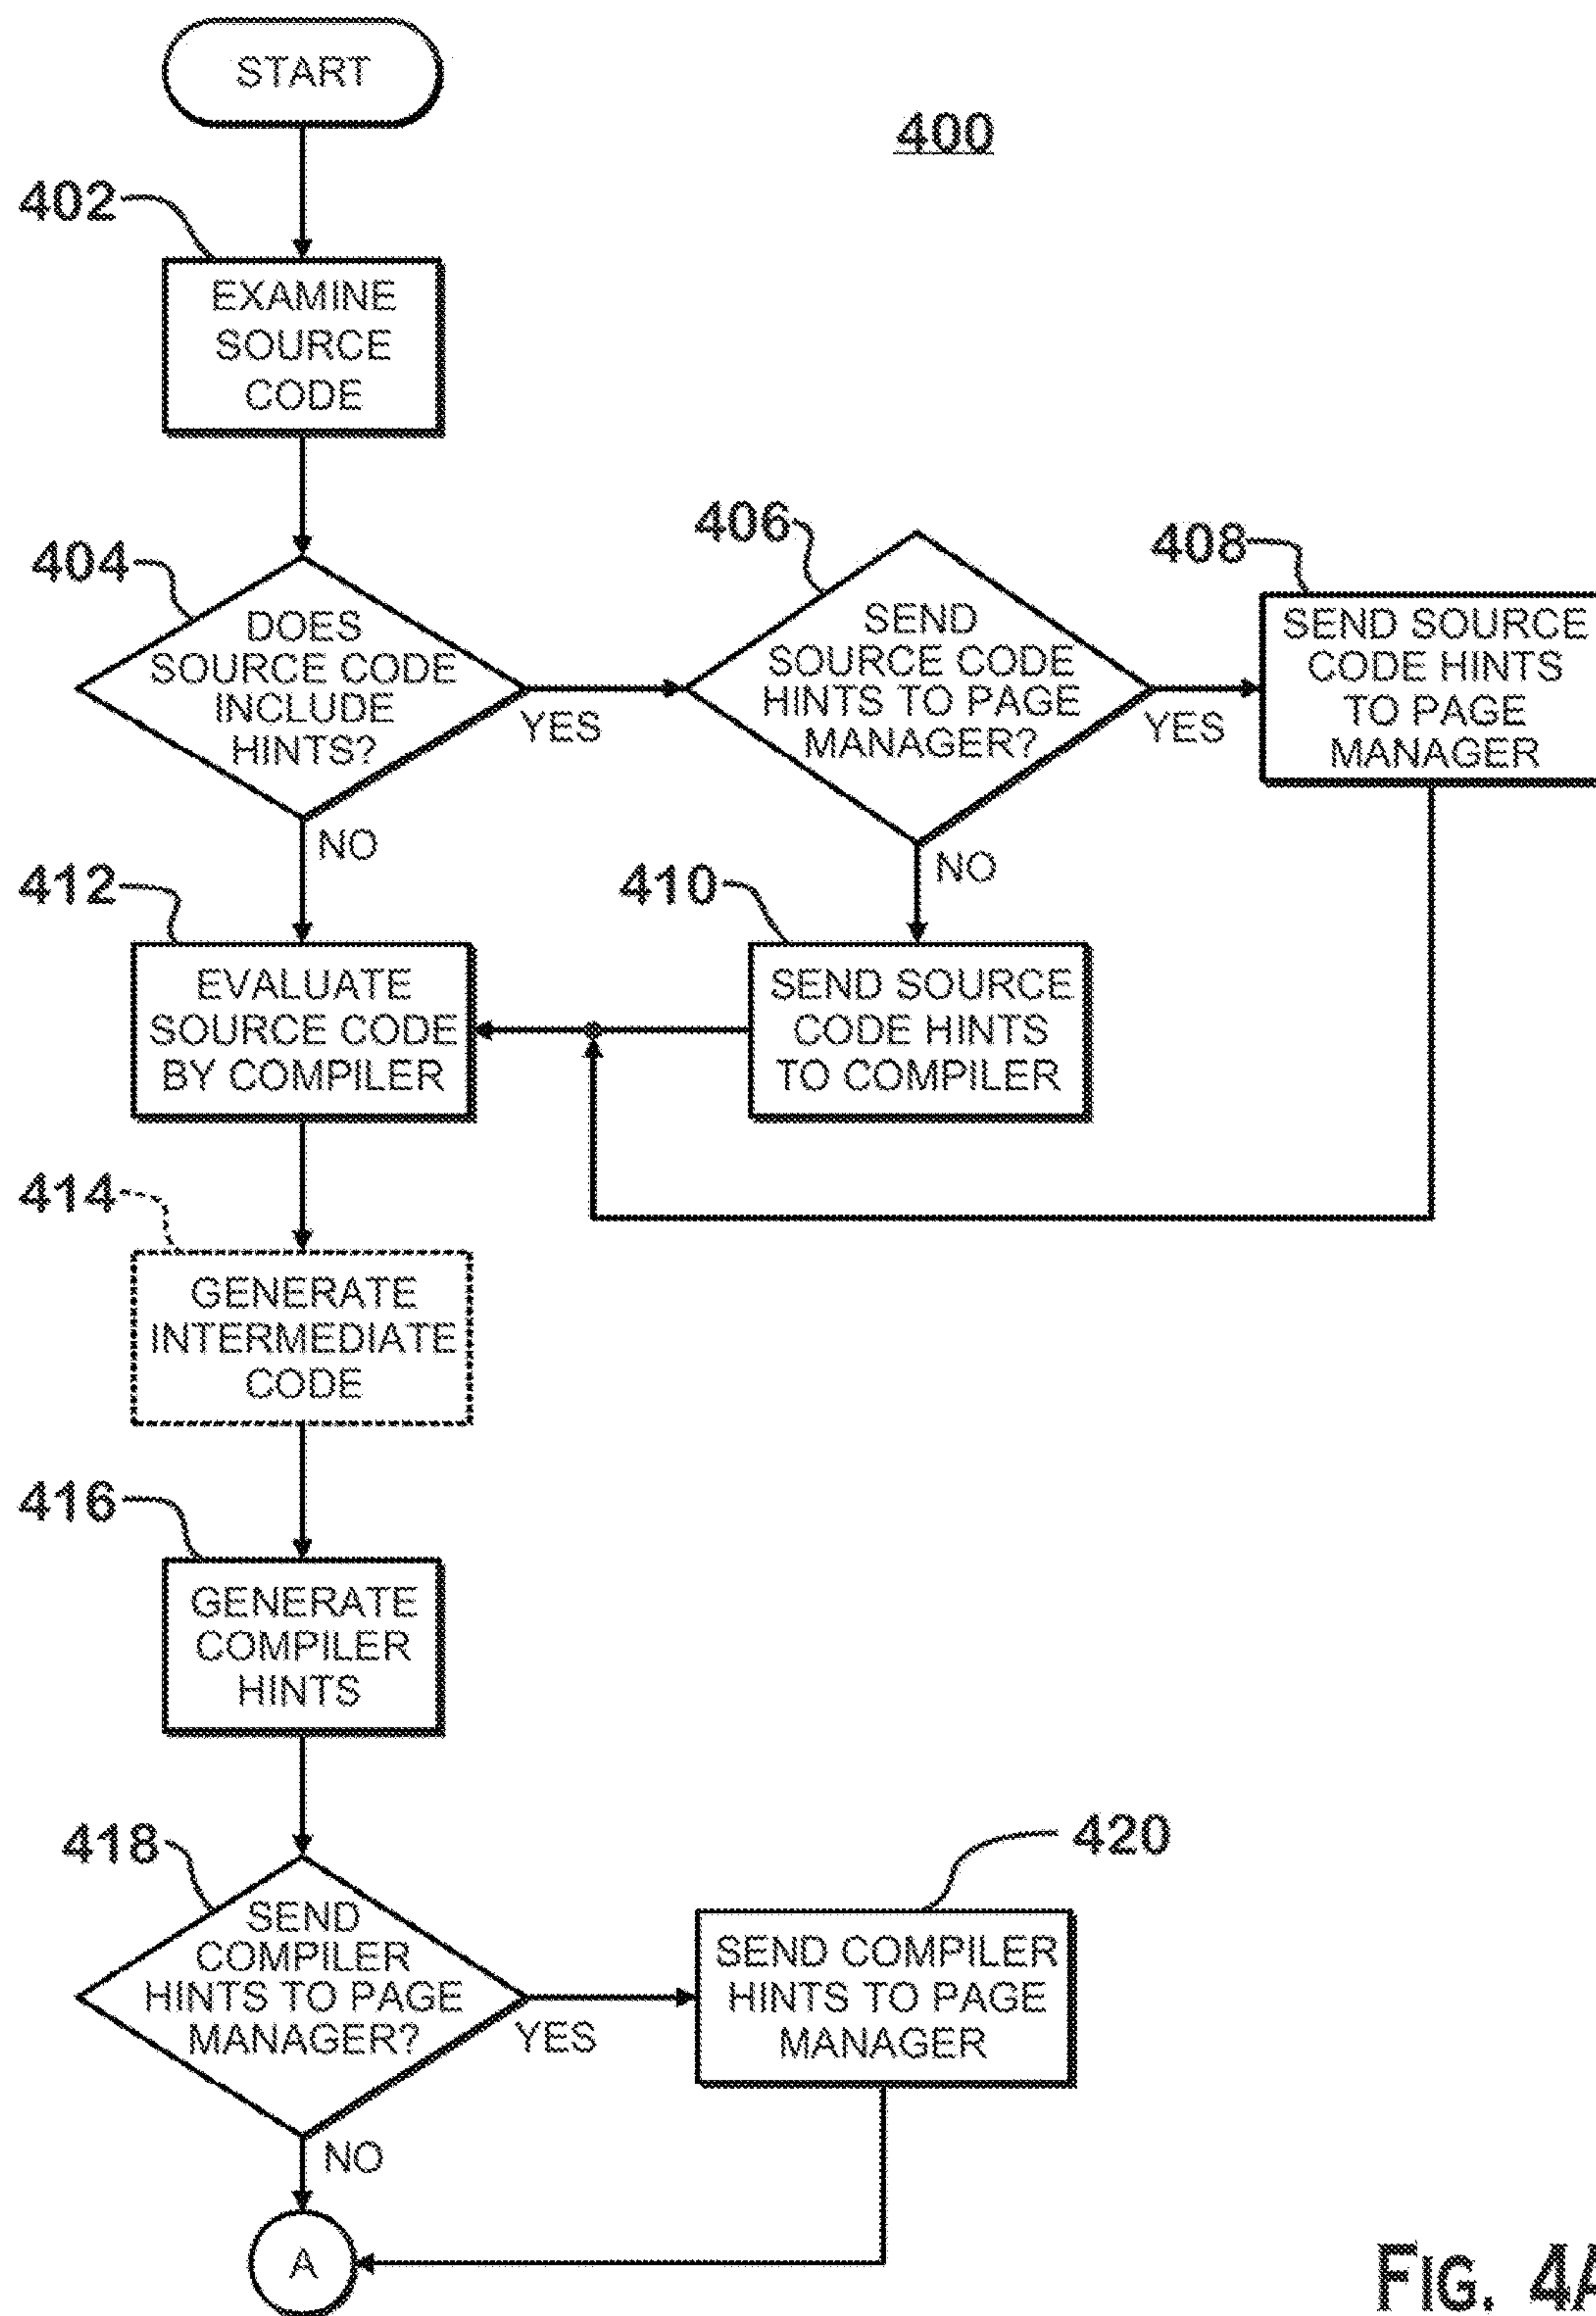 START
400
402
EXAMINE
SOURCE
CODE
404
DOES
SOURCE CODE
INCLUDE
HINTS?
YES
NO
406
SEND
SOURCE CODE
HINTS TO PAGE
MANAGER?
YES
NO
408
SEND SOURCE
CODE HINTS
TO PAGE
MANAGER
410
SEND SOURCE
CODE HINTS
TO COMPILER
412
EVALUATE
SOURCE CODE
BY COMPILER
414
GENERATE
INTERMEDIATE
CODE
416
GENERATE
COMPILER
HINTS
418
SEND
COMPILER
HINTS TO PAGE
MANAGER?
YES
NO
420
SEND COMPILER
HINTS TO PAGE
MANAGER
A
FIG. 4A